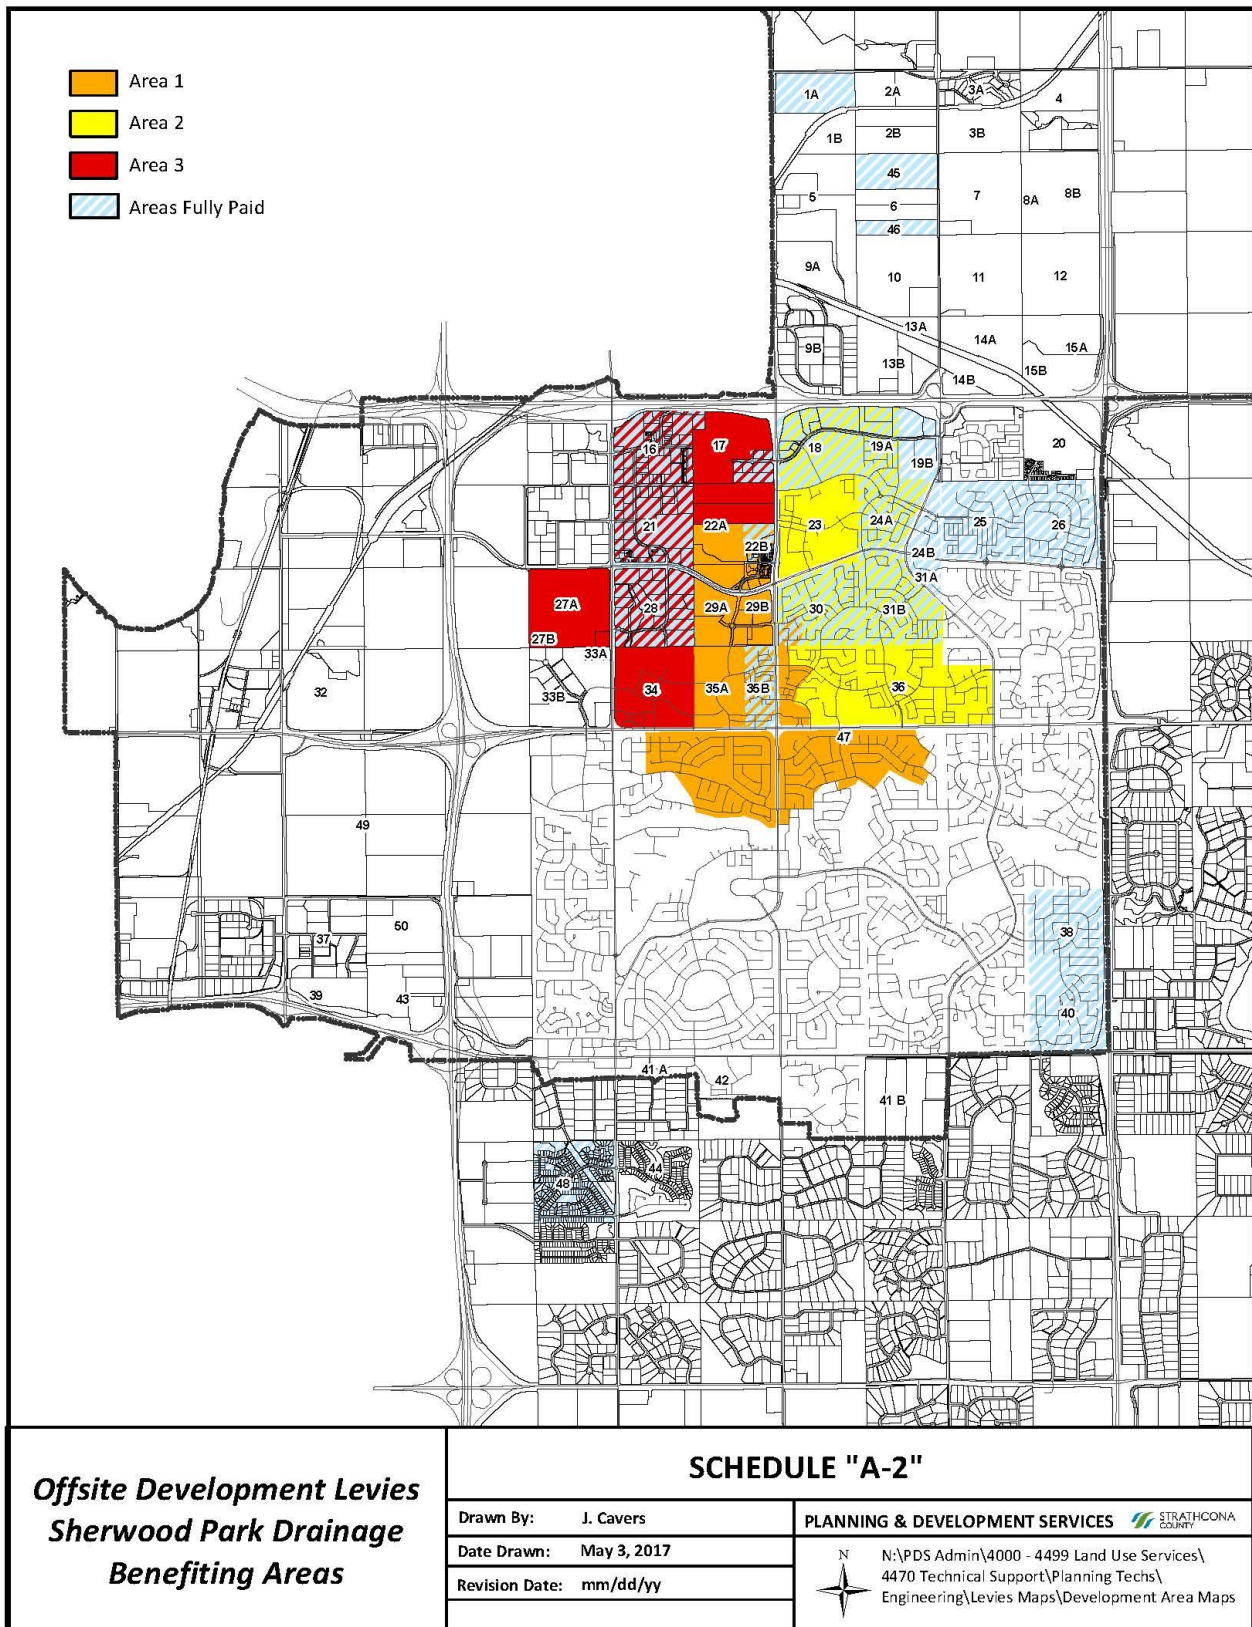 Area 1
Area 2
Area 3
Areas Fully Paid
1A
2A
3A
4
1B
2B
3B
45
5
6
7
8A
8B
46
9A
10
11
12
13A
9B
13B
14A
15A
14B
15B
16
17
18
19A
19B
20
21
22A
22B
23
24A
24B
25
26
27A
27B
28
29A
29B
30
31A
31B
32
33A
33B
34
35A
35B
36
47
49
37
50
38
39
43
40
41 A
42
41 B
44
48
Offsite Development Levies
Sherwood Park Drainage
Benefiting Areas
SCHEDULE "A-2"
Drawn By: J. Cavers
Date Drawn: May 3, 2017
Revision Date: mm/dd/yy
PLANNING & DEVELOPMENT SERVICES
STRATHCONA
COUNTY
N
N:\PDS Admin\4000 - 4499 Land Use Services\
4470 Technical Support\Planning Techs\
Engineering\Levies Maps\Development Area Maps